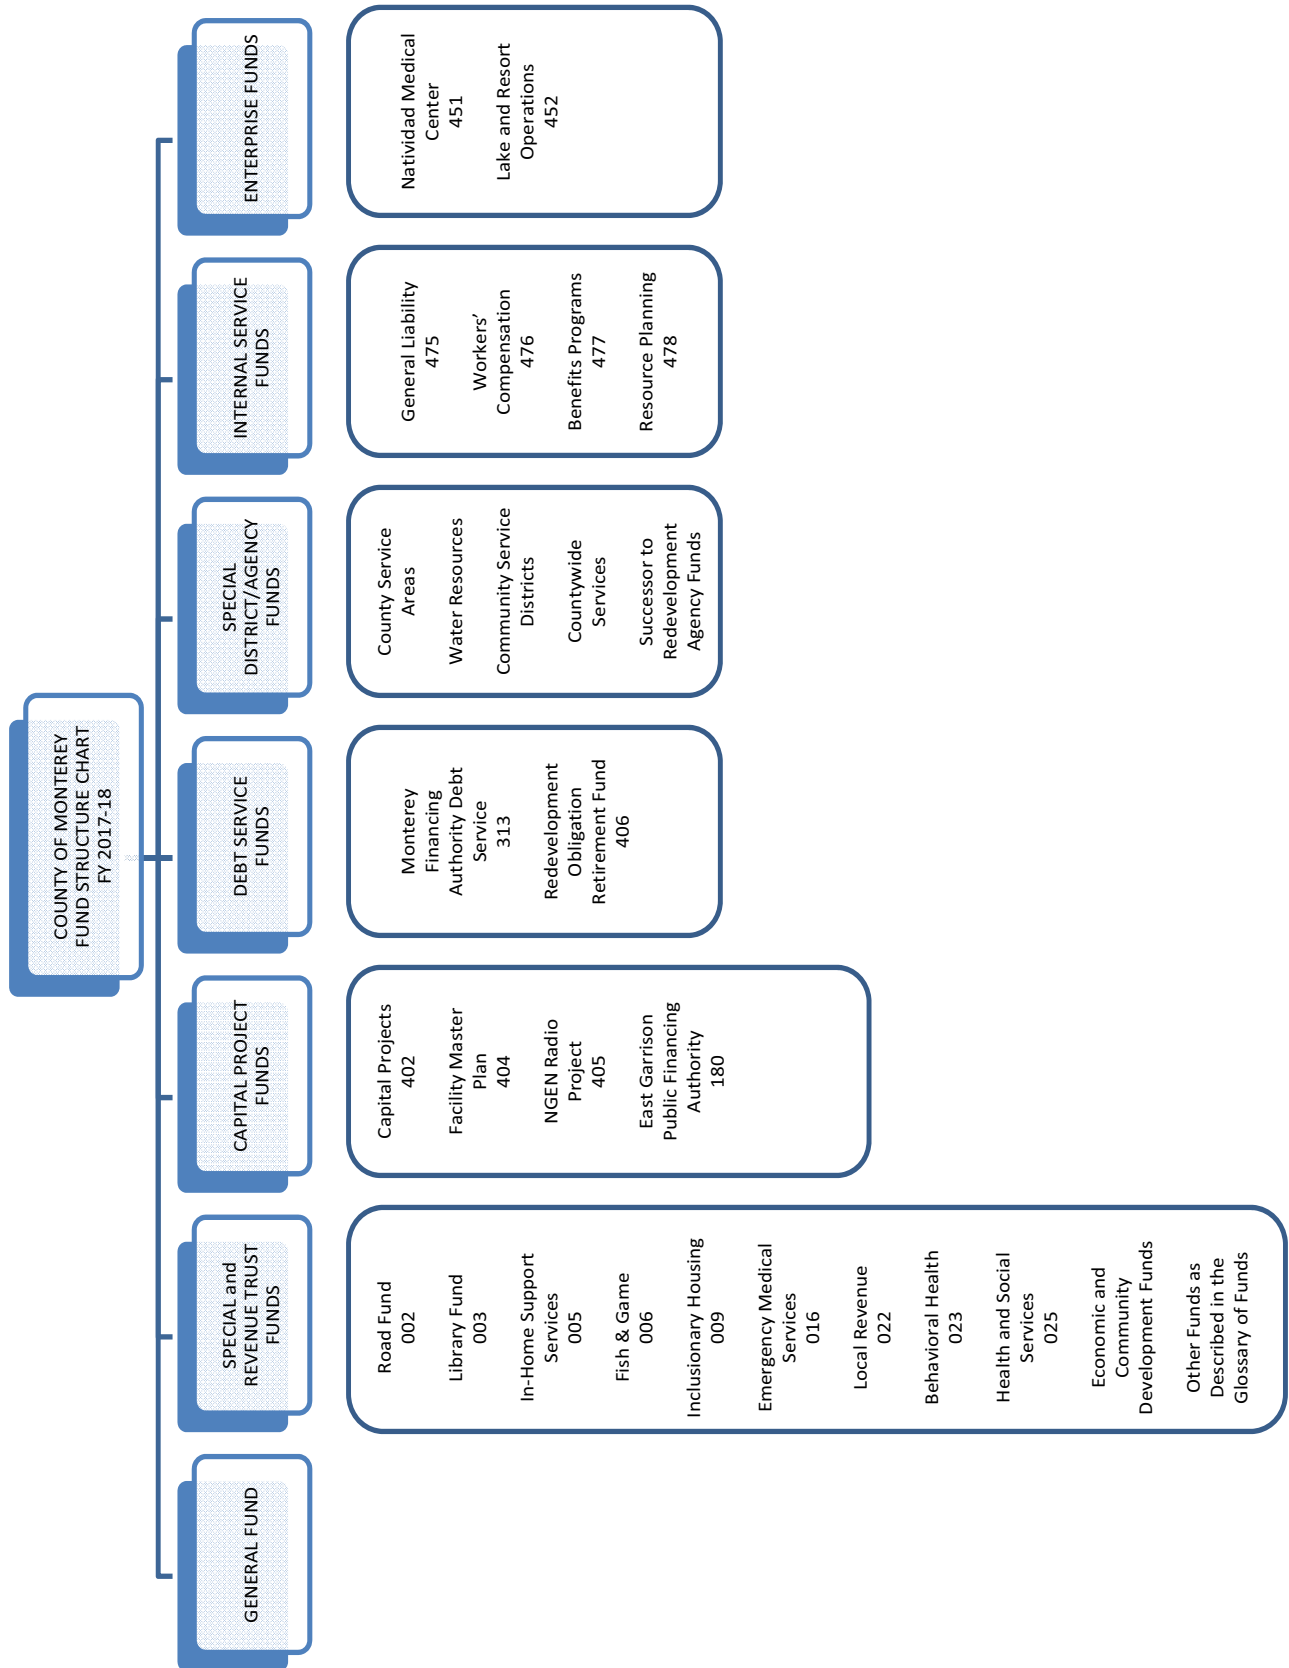 COUNTY OF MONTEREY
FUND STRUCTURE CHART
FY 2017-18
GENERAL FUND
SPECIAL and
REVENUE TRUST
FUNDS
Road Fund
002
Library Fund
003
In-Home Support
Services
005
Fish & Game
006
Inclusionary Housing
009
Emergency Medical
Services
016
Local Revenue
022
Behavioral Health
023
Health and Social
Services
025
Economic and
Community
Development Funds
Other Funds as
Described in the
Glossary of Funds
CAPITAL PROJECT
FUNDS
Capital Projects
402
Facility Master
Plan
404
NGEN Radio
Project
405
East Garrison
Public Financing
Authority
180
DEBT SERVICE
FUNDS
Monterey
Financing
Authority Debt
Service
313
Redevelopment
Obligation
Retirement Fund
406
SPECIAL
DISTRICT/AGENCY
FUNDS
County Service
Areas
Water Resources
Community Service
Districts
Countywide
Services
Successor to
Redevelopment
Agency Funds
INTERNAL SERVICE
FUNDS
General Liability
475
Workers’
Compensation
476
Benefits Programs
477
Resource Planning
478
ENTERPRISE FUNDS
Natividad Medical
Center
451
Lake and Resort
Operations
452